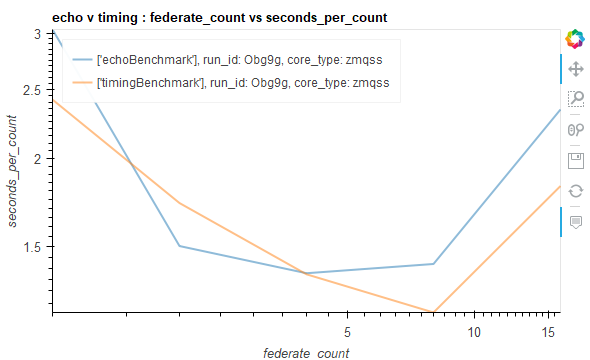 echo v timing : federate_count vs seconds_per_count
['echoBenchmark'], run_id: Obg9g, core_type: zmqss
['timingBenchmark'], run_id: Obg9g, core_type: zmqss
3
2.5
2
1.5
seconds_per_count
5 10 15
federate_count